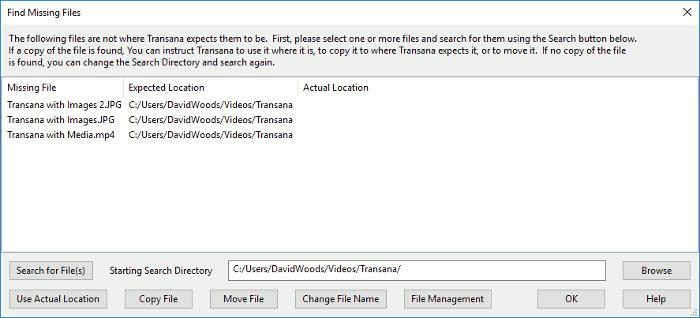 Find Missing Files
The following files are not where Transana expects them to be.  First, please select one or more files and search for them using the Search button below.
If a copy of the file is found, You can instruct Transana to use it where it is, to copy it to where Transana expects it, or to move it.  If no copy of the file
is found, you can change the Search Directory and search again.
Missing File Expected Location Actual Location
Transana with Images 2.JPG C:/Users/DavidWoods/Videos/Transana
Transana with Images.JPG C:/Users/DavidWoods/Videos/Transana
Transana with Media.mp4 C:/Users/DavidWoods/Videos/Transana
Search for File(s) Starting Search Directory C:/Users/DavidWoods/Videos/Transana/ Browse
Use Actual Location Copy File Move File Change File Name File Management OK Help